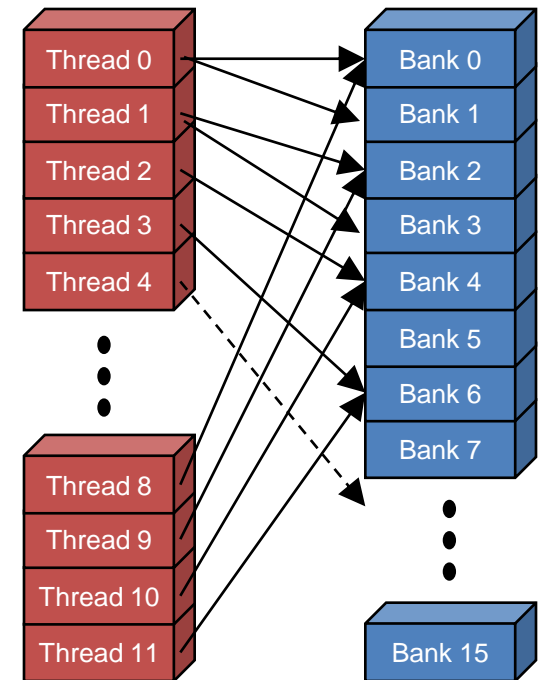 Thread 0
Thread 1
Thread 2
Thread 3
Thread 4
Thread 8
Thread 9
Thread 10
Thread 11
Bank 0
Bank 1
Bank 2
Bank 3
Bank 4
Bank 5
Bank 6
Bank 7
Bank 15